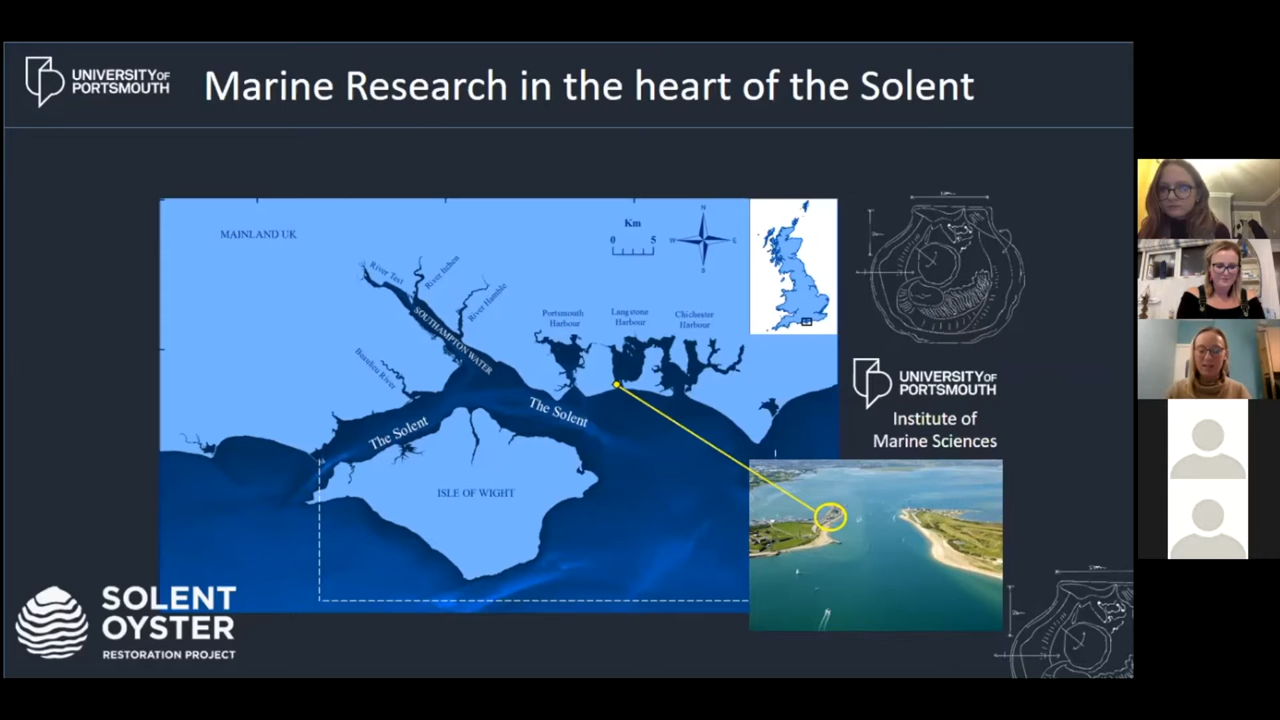 UNIVERSITY OF
PORTSMOUTH
Marine Research in the heart of the Solent
MAINLAND UK
Km
0 5
N
W
E
S
River Test
River Itchen
River Hamble
SOUTHAMPTON WATER
Portsmouth
Harbour
Langstone
Harbour
Chichester
Harbour
The Solent
The Solent
ISLE OF WIGHT
UNIVERSITY OF
PORTSMOUTH
Institute of
Marine Sciences
SOLENT
OYSTER
RESTORATION PROJECT